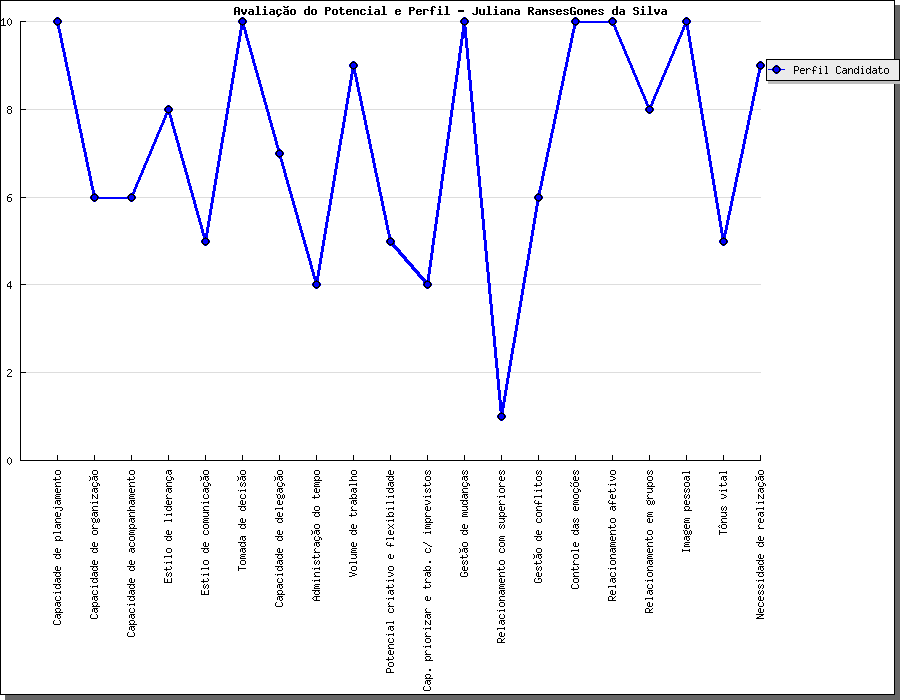 Avaliação do Potencial e Perfil - Juliana RamsesGomes da Silva
10
8
6
4
2
0
Perfil Candidato
Capacidade de planejamento
Capacidade de organização
Capacidade de acompanhamento
Estilo de liderança
Estilo de comunicação
Tomada de decisão
Capacidade de delegação
Administração do tempo
Volume de trabalho
Potencial criativo e flexibilidade
Cap. priorizar e trab. c/ imprevistos
Gestão de mudanças
Relacionamento com superiores
Gestão de conflitos
Controle das emoções
Relacionamento afetivo
Relacionamento em grupos
Imagem pessoal
Tônus vital
Necessidade de realização